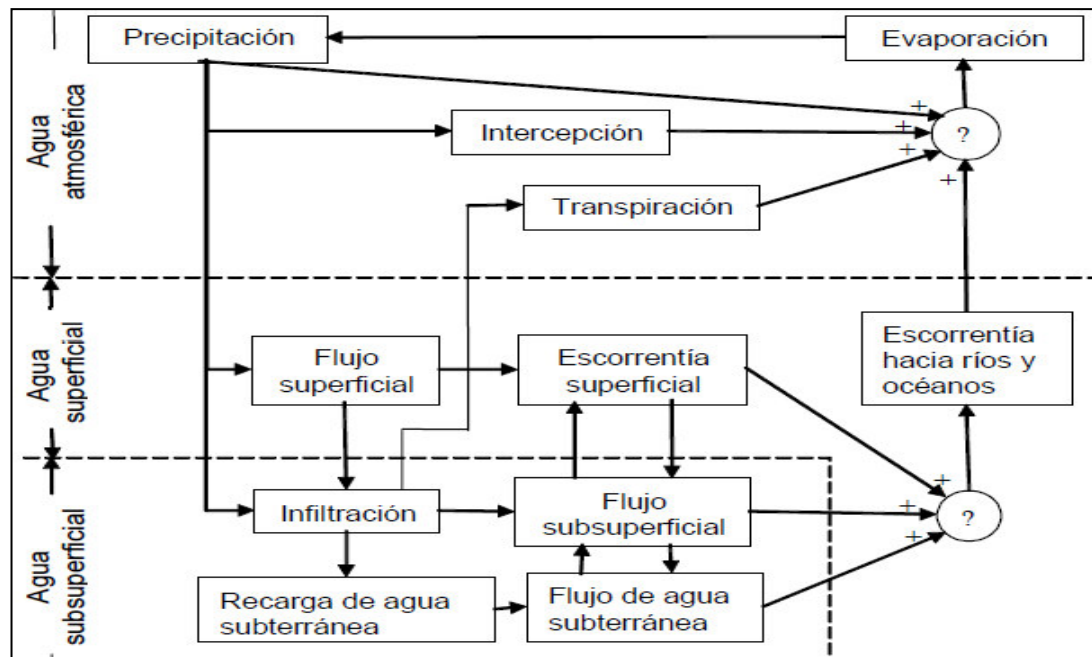 Precipitación
Evaporación
Agua
atmosférica
+
Intercepción
+
?
+
Transpiración
+
Agua
superficial
Flujo
superficial
Escorrentía
superficial
Escorrentía
hacia ríos y
océanos
Agua
subsuperficial
Infiltración
Flujo
subsuperficial
+
+
?
+
Recarga de agua
subterránea
Flujo de agua
subterránea